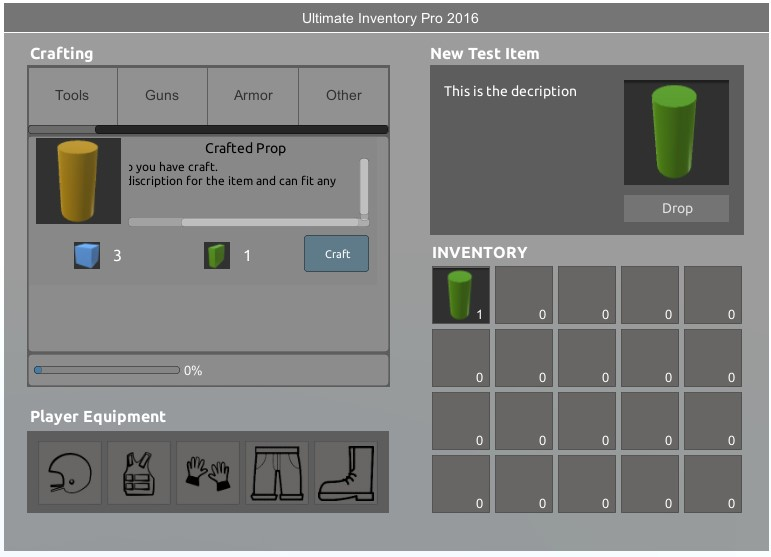 Ultimate Inventory Pro 2016
Crafting
Tools
Guns
Armor
Other
Crafted Prop
you have craft.
discription for the item and can fit any
3
1
Craft
0%
Player Equipment
New Test Item
This is the decription
Drop
INVENTORY
1 0 0 0 0
0 0 0 0 0
0 0 0 0 0
0 0 0 0 0